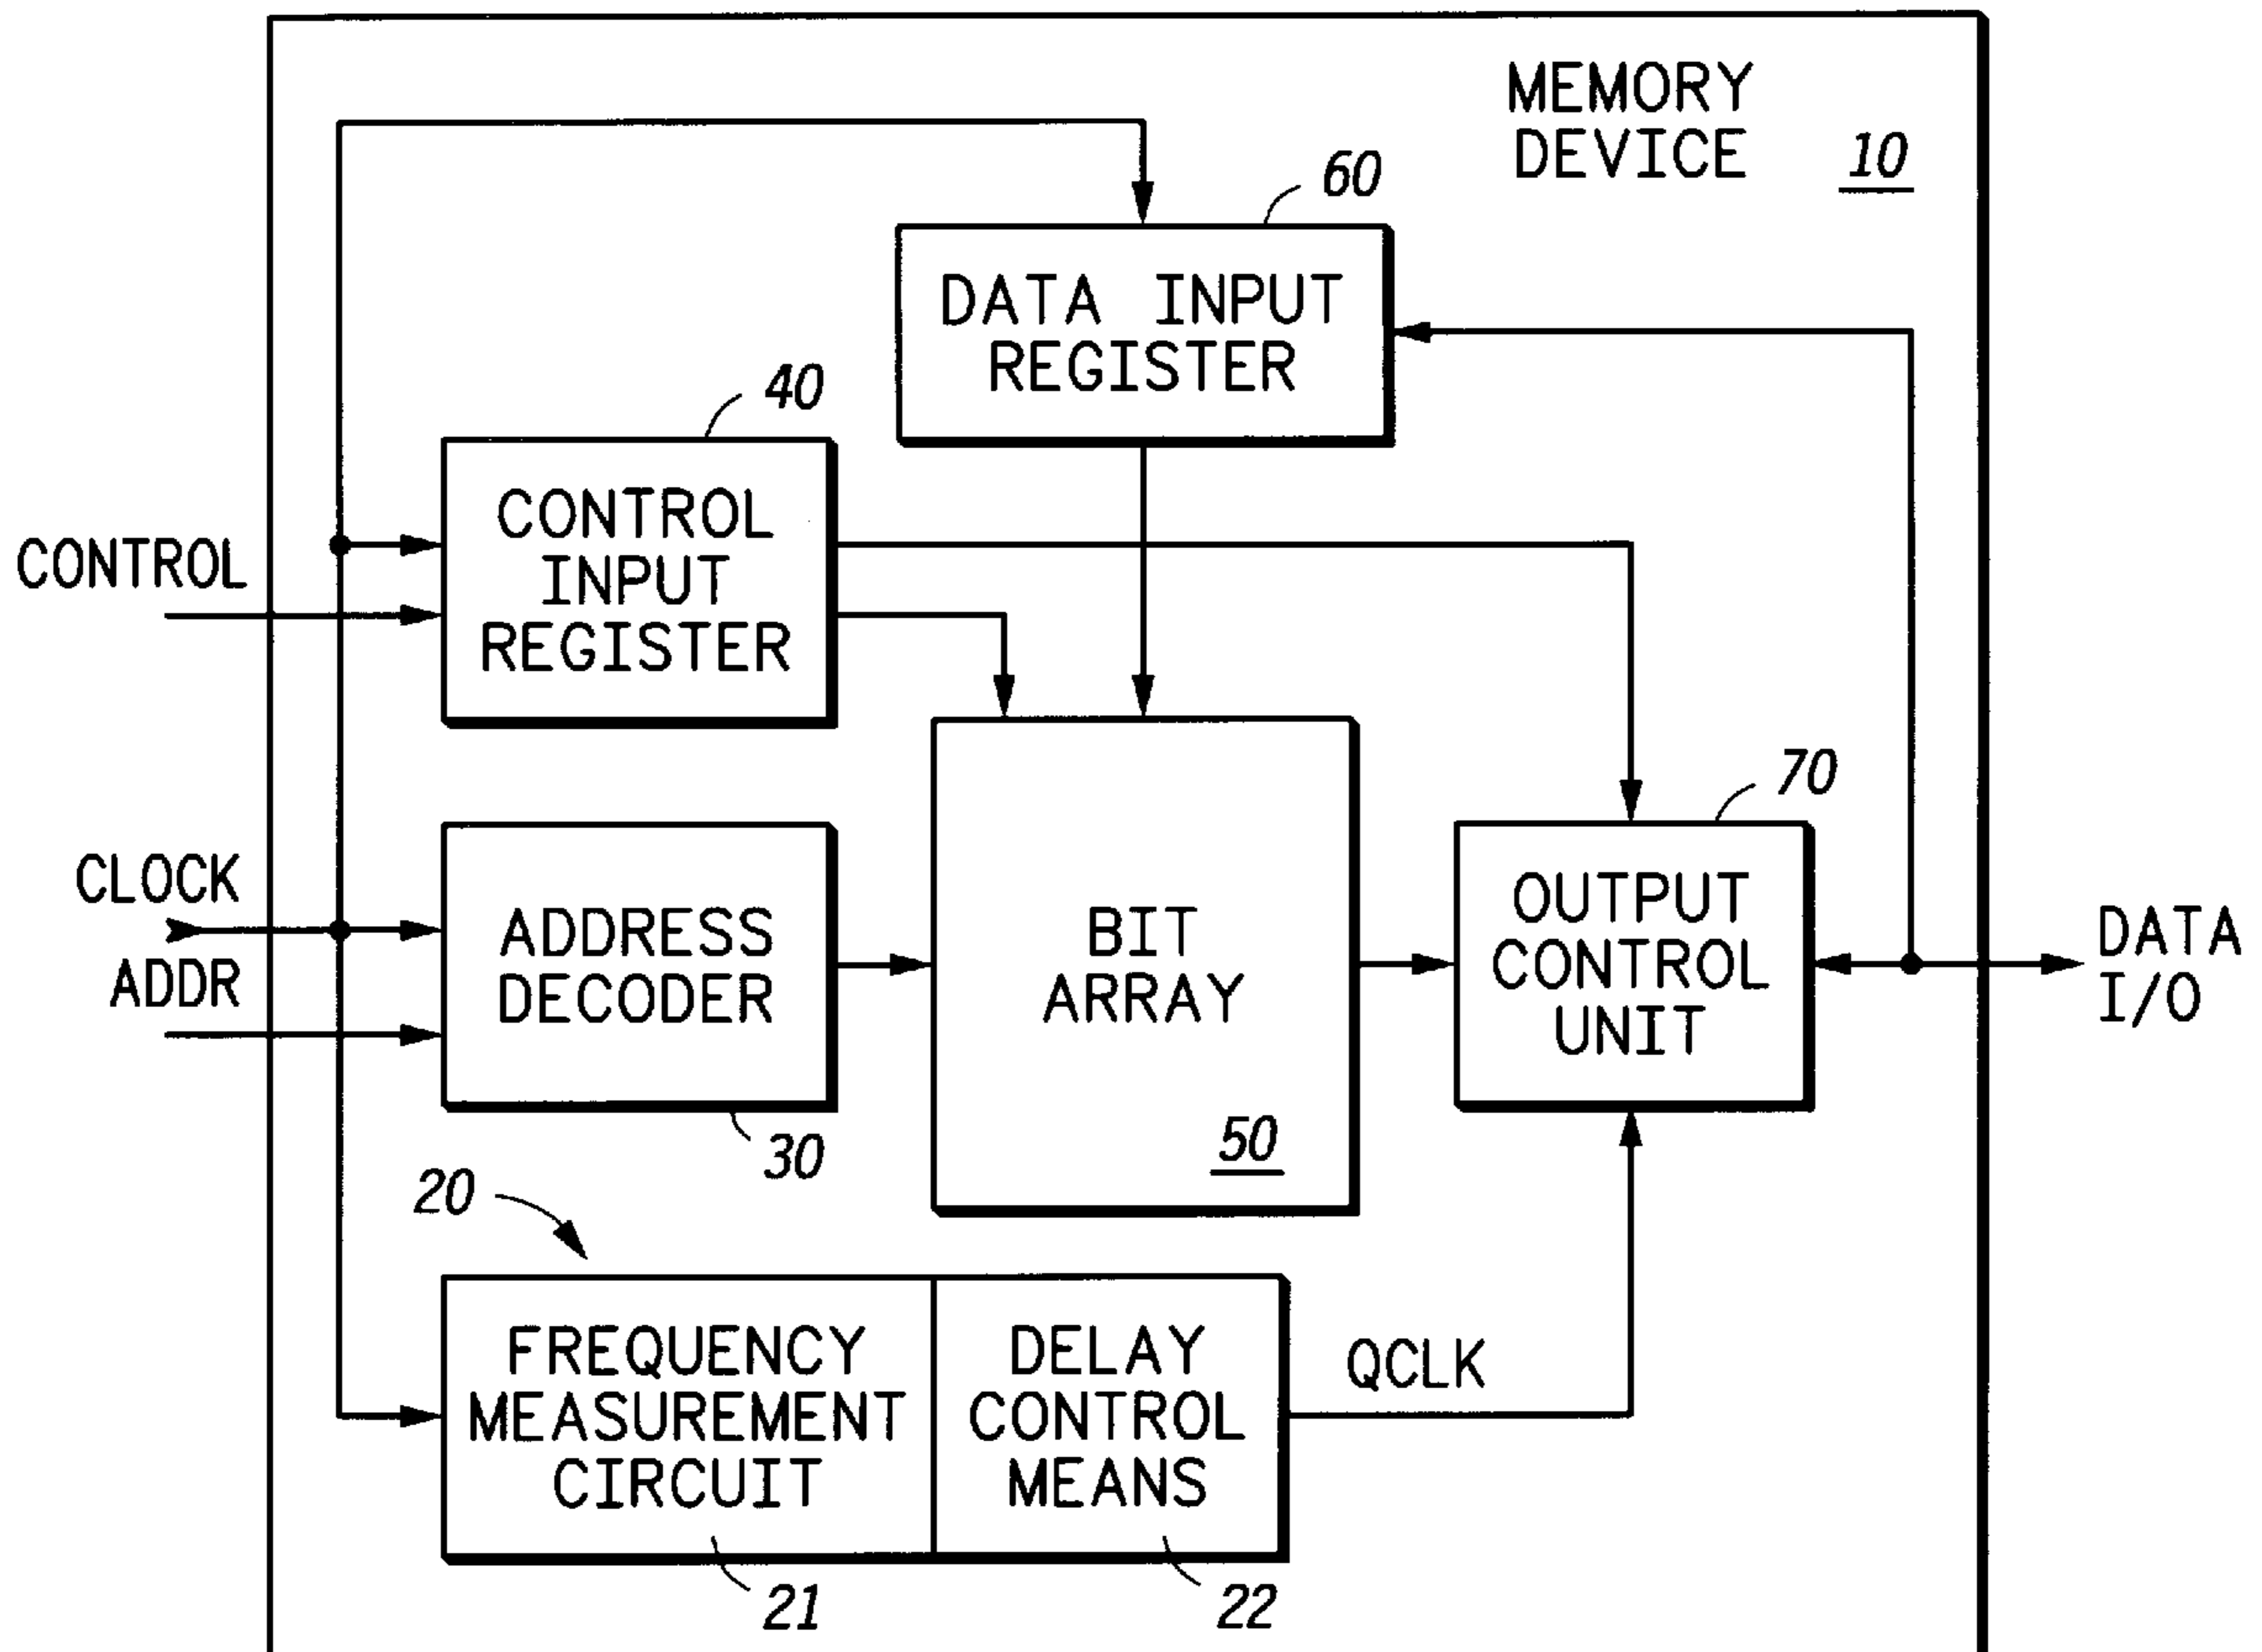 MEMORY
DEVICE
10
60
DATA INPUT
REGISTER
40
CONTROL
INPUT
REGISTER
CONTROL
70
CLOCK
ADDR
ADDRESS
DECODER
30
BIT
ARRAY
50
OUTPUT
CONTROL
UNIT
DATA
I/O
20
FREQUENCY
MEASUREMENT
CIRCUIT
21
DELAY
CONTROL
MEANS
22
QCLK